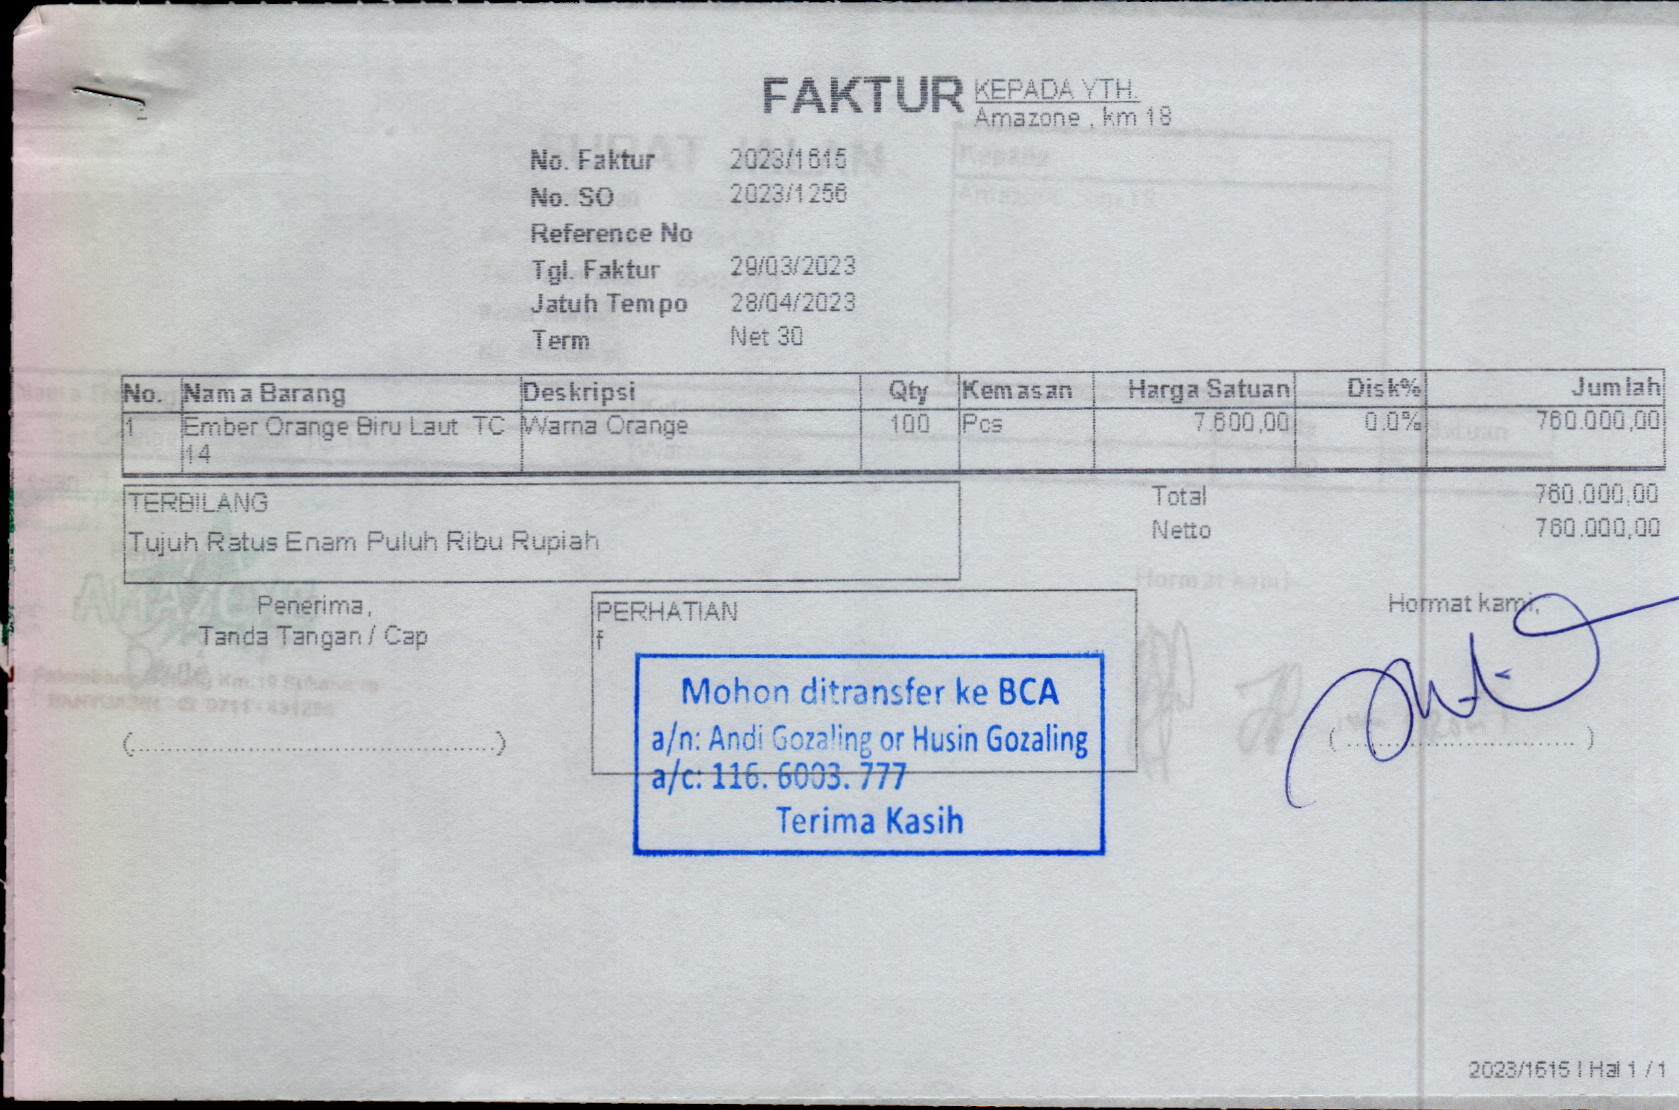 FAKTUR
KEPADA YTH.
Amazone , km 18
No. Faktur 2023/1615
No. SO 2023/1256
Reference No
Tgl. Faktur 29/03/2023
Jatuh Tempo 28/04/2023
Term Net 30
No. Nama Barang Deskripsi Qty Kemasan Harga Satuan Disk% Jumlah
1 Ember Orange Biru Laut TC Warna Orange 100 Pcs 7.600,00 0.0% 760.000,00
14
TERBILANG
Tujuh Ratus Enam Puluh Ribu Rupiah
Total 760.000,00
Netto 760.000,00
Penerima,
Tanda Tangan / Cap
(..........................................)
PERHATIAN
f
Mohon ditransfer ke BCA
a/n: Andi Gozaling or Husin Gozaling
a/c: 116. 6003. 777
Terima Kasih
Hormat kami,
( .............................. )
2023/1615 | Hal 1 / 1